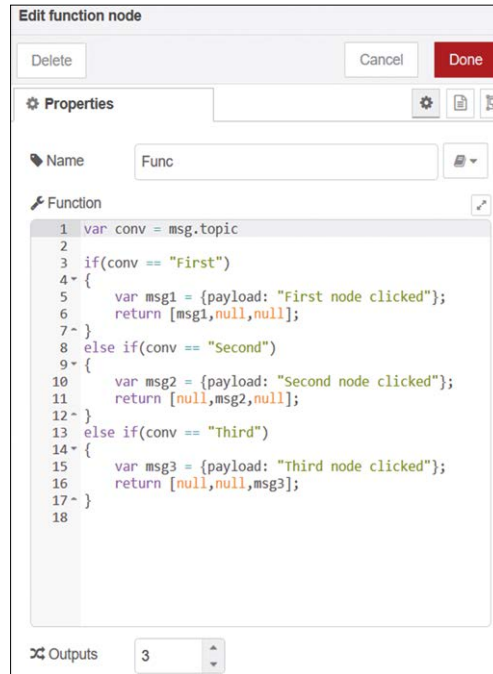 Edit function node
Delete
Cancel
Done
Properties
Name
Func
Function
1 var conv = msg.topic
2
3 if(conv == "First")
4 {
5     var msg1 = {payload: "First node clicked"};
6     return [msg1,null,null];
7 }
8 else if(conv == "Second")
9 {
10     var msg2 = {payload: "Second node clicked"};
11     return [null,msg2,null];
12 }
13 else if(conv == "Third")
14 {
15     var msg3 = {payload: "Third node clicked"};
16     return [null,null,msg3];
17 }
18
Outputs
3